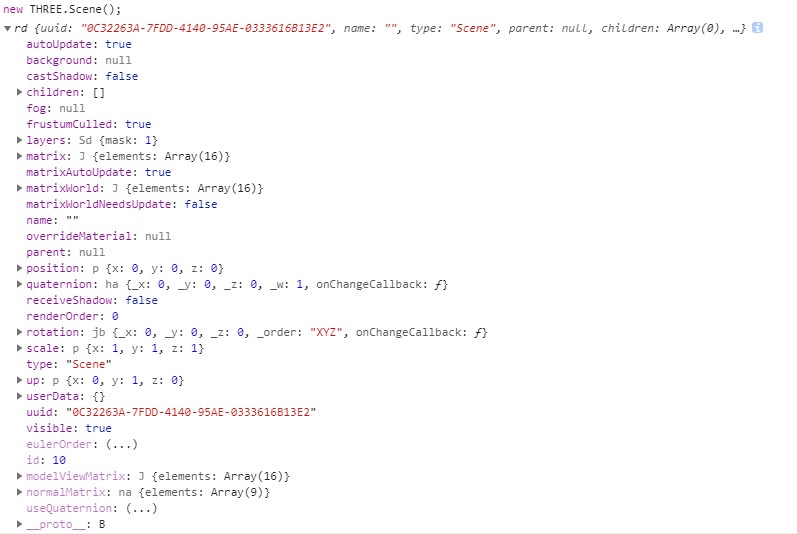 new THREE.Scene();
rd {uuid: "0C32263A-7FDD-4140-95AE-0333616B13E2", name: "", type: "Scene", parent: null, children: Array(0), …} i
autoUpdate: true
background: null
castShadow: false
children: []
fog: null
frustumCulled: true
layers: Sd {mask: 1}
matrix: J {elements: Array(16)}
matrixAutoUpdate: true
matrixWorld: J {elements: Array(16)}
matrixWorldNeedsUpdate: false
name: ""
overrideMaterial: null
parent: null
position: p {x: 0, y: 0, z: 0}
quaternion: ha {_x: 0, _y: 0, _z: 0, _w: 1, onChangeCallback: ƒ}
receiveShadow: false
renderOrder: 0
rotation: jb {_x: 0, _y: 0, _z: 0, _order: "XYZ", onChangeCallback: ƒ}
scale: p {x: 1, y: 1, z: 1}
type: "Scene"
up: p {x: 0, y: 1, z: 0}
userData: {}
uuid: "0C32263A-7FDD-4140-95AE-0333616B13E2"
visible: true
eulerOrder: (...)
id: 10
modelViewMatrix: J {elements: Array(16)}
normalMatrix: na {elements: Array(9)}
useQuaternion: (...)
__proto__: B